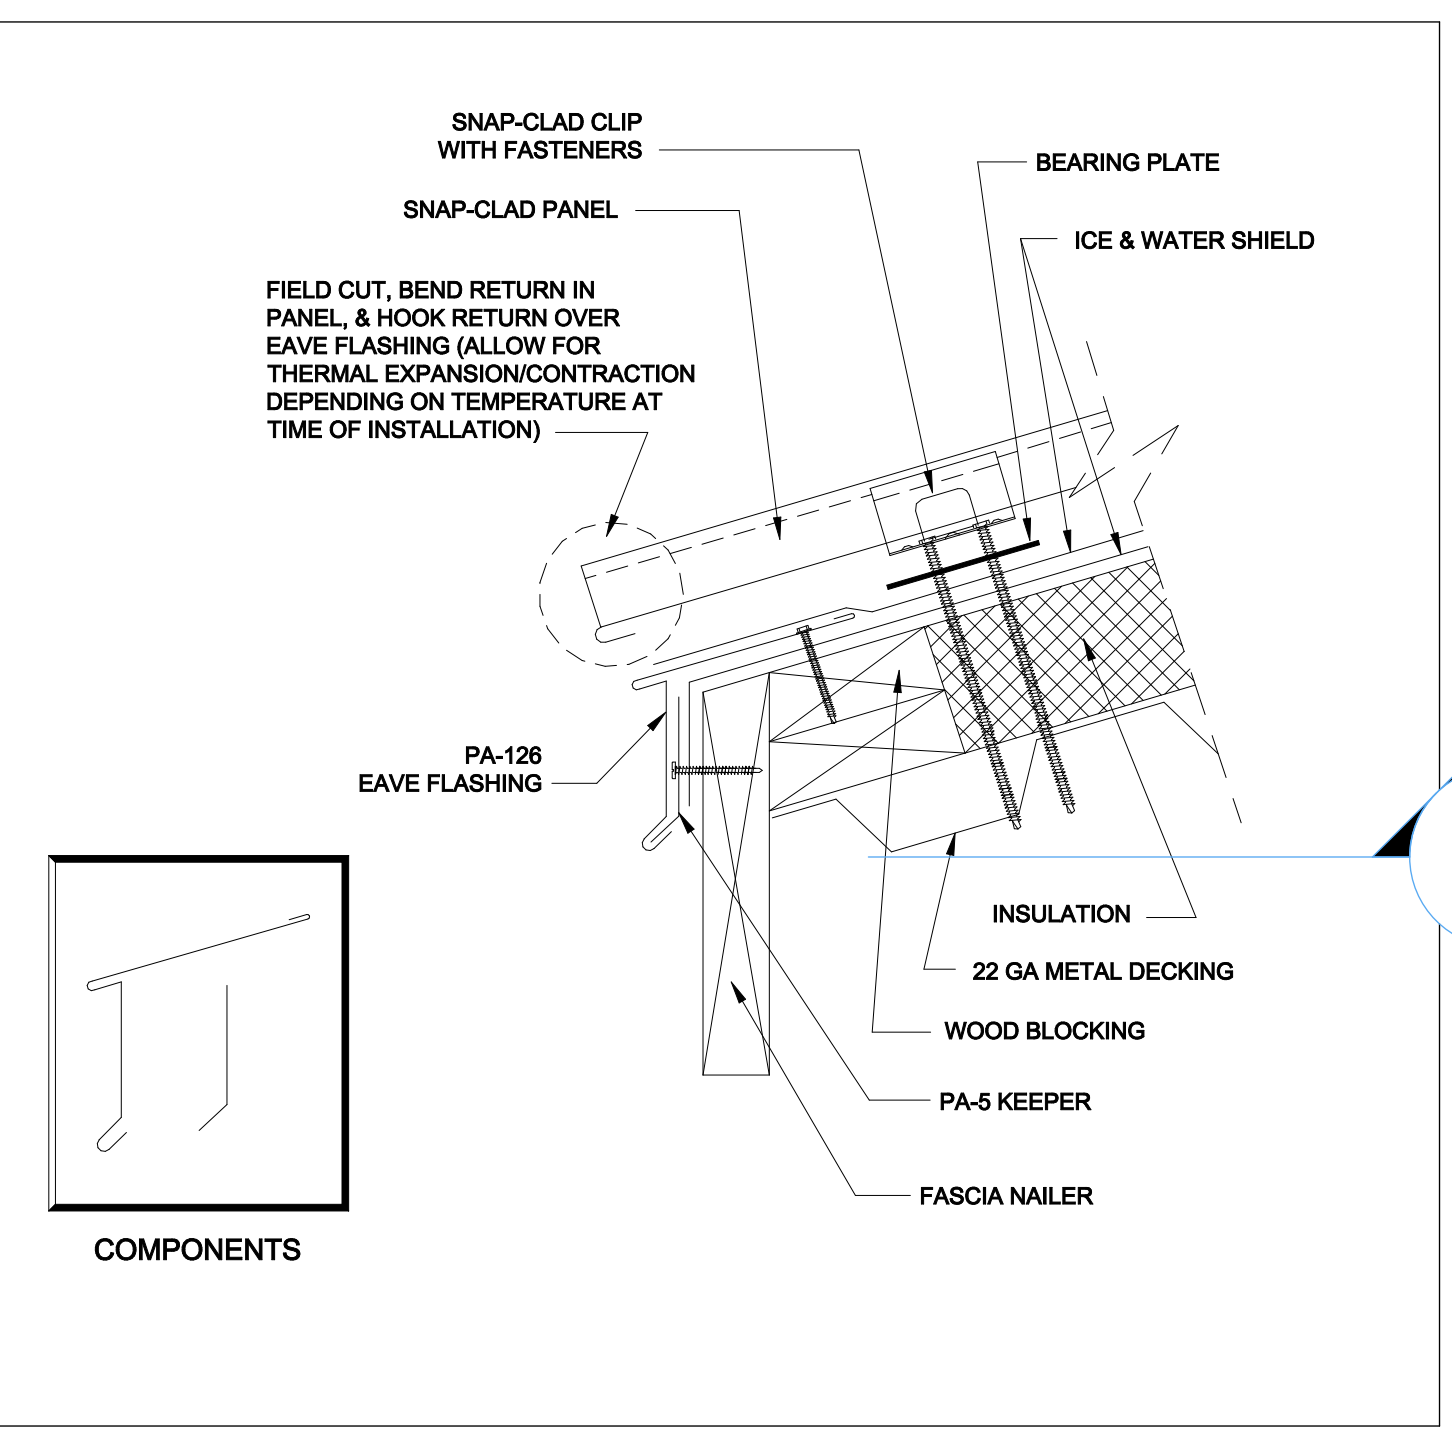 SNAP-CLAD CLIP
WITH FASTENERS
BEARING PLATE
SNAP-CLAD PANEL
ICE & WATER SHIELD
FIELD CUT, BEND RETURN IN
PANEL, & HOOK RETURN OVER
EAVE FLASHING (ALLOW FOR
THERMAL EXPANSION/CONTRACTION
DEPENDING ON TEMPERATURE AT
TIME OF INSTALLATION)
PA-126
EAVE FLASHING
INSULATION
22 GA METAL DECKING
WOOD BLOCKING
PA-5 KEEPER
FASCIA NAILER
COMPONENTS